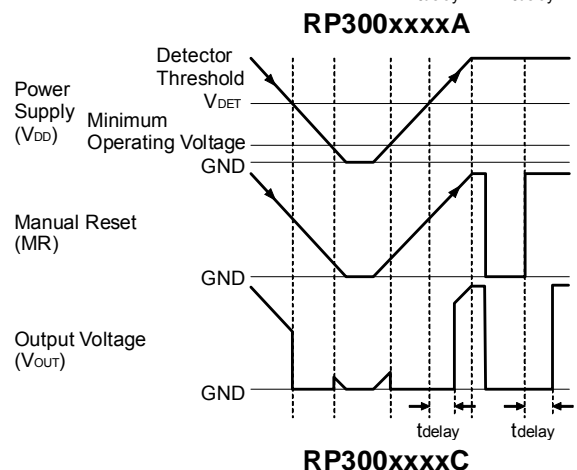 RP300xxxxA
Detector
Threshold
VDET
Power
Supply
(VDD)
Minimum
Operating Voltage
GND
Manual Reset
(MR)
GND
Output Voltage
(VOUT)
GND
tdelay tdelay
RP300xxxxC